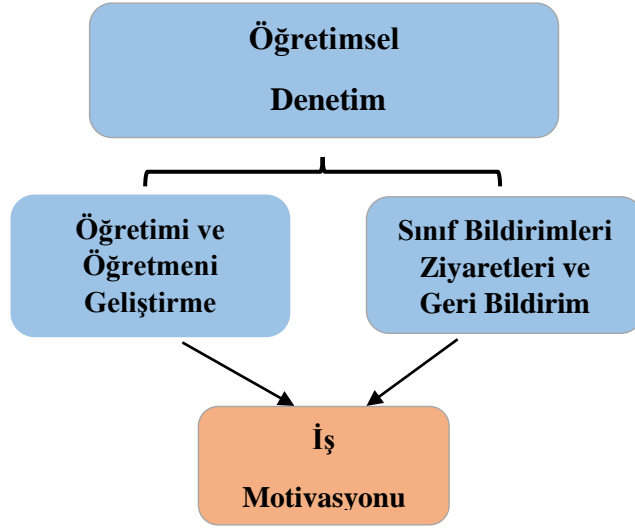 Öğretimsel
Denetim
Öğretimi ve
Öğretmeni
Geliştirme
Sınıf Bildirimleri
Ziyaretleri ve
Geri Bildirim
İş
Motivasyonu